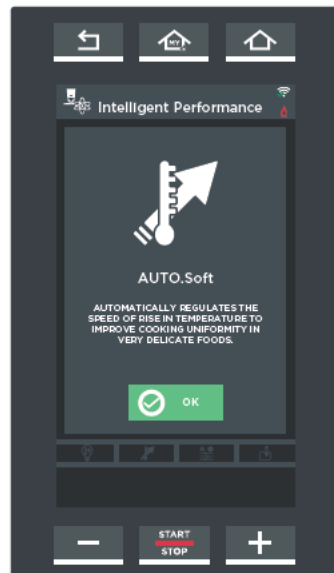 MY
Intelligent Performance
AUTO.Soft
AUTOMATICALLY REGULATES THE
SPEED OF RISE IN TEMPERATURE TO
IMPROVE COOKING UNIFORMITY IN
VERY DELICATE FOODS.
OK
START
STOP